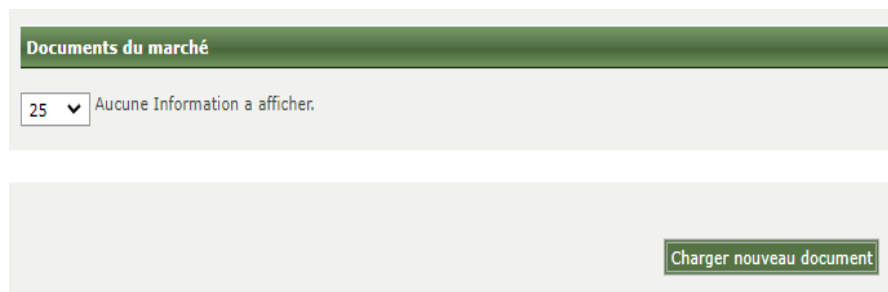 Documents du marché
25 Aucune Information a afficher.
Charger nouveau document